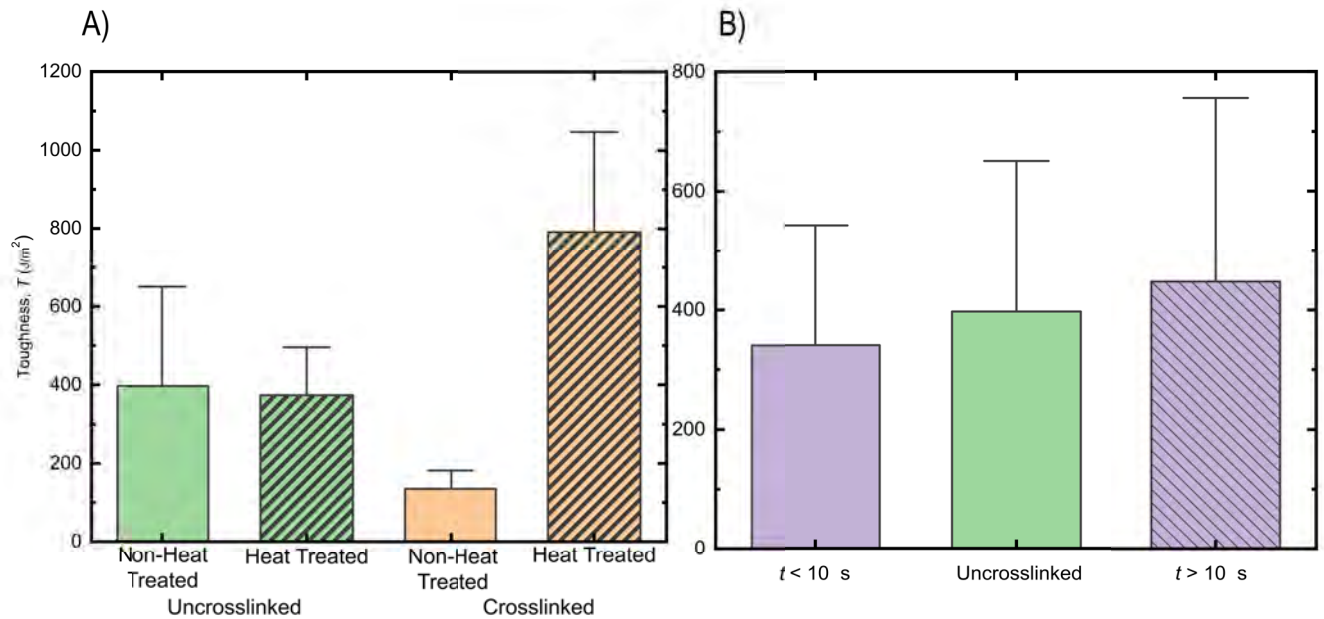 A)
B)
1200
1000
800
600
400
200
0
Toughness, T (J/m²)
Non-Heat
Treated
Heat Treated
Non-Heat
Treated
Heat Treated
Uncrosslinked
Crosslinked
800
600
400
200
0
t < 10 s
Uncrosslinked
t > 10 s